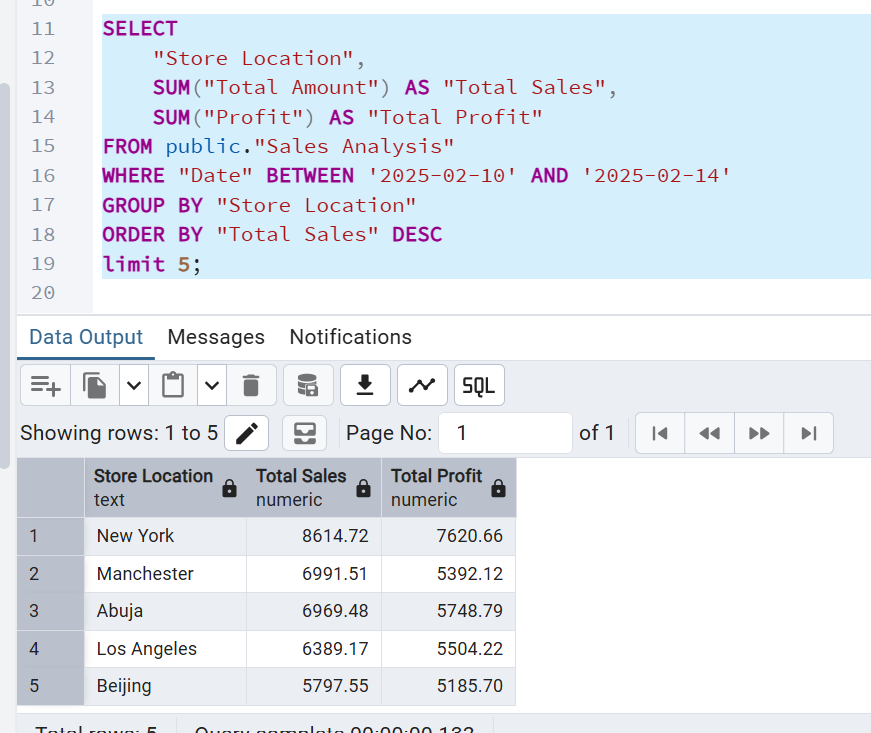 10
11 SELECT
12 "Store Location",
13 SUM("Total Amount") AS "Total Sales",
14 SUM("Profit") AS "Total Profit"
15 FROM public."Sales Analysis"
16 WHERE "Date" BETWEEN '2025-02-10' AND '2025-02-14'
17 GROUP BY "Store Location"
18 ORDER BY "Total Sales" DESC
19 limit 5;
20
Data Output Messages Notifications
SQL
Showing rows: 1 to 5 Page No: 1 of 1
Store Location Total Sales Total Profit
text numeric numeric
1 New York 8614.72 7620.66
2 Manchester 6991.51 5392.12
3 Abuja 6969.48 5748.79
4 Los Angeles 6389.17 5504.22
5 Beijing 5797.55 5185.70
Total rows: 5 Query complete 00:00:00.132